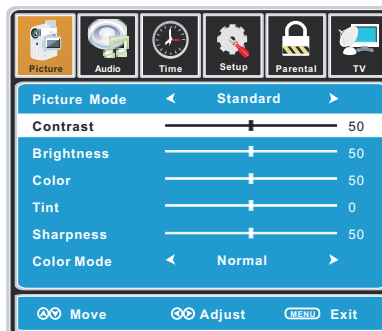 Picture Audio Time Setup Parental TV
Picture Mode Standard
Contrast 50
Brightness 50
Color 50
Tint 0
Sharpness 50
Color Mode Normal
Move Adjust MENU Exit